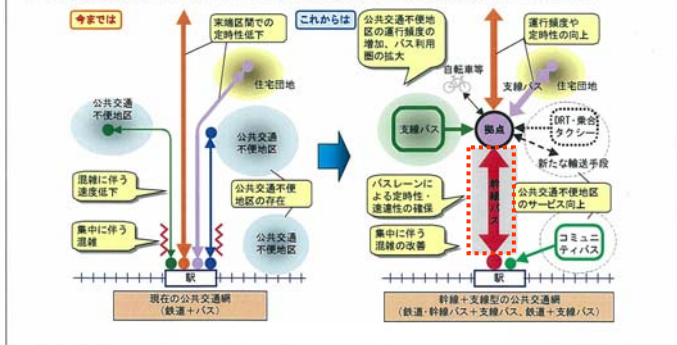 今までは
末端区間での
定時性低下
住宅団地
公共交通
不便地区
公共交通
不便地区
混雑に伴う
速度低下
公共交通不便
地区の存在
集中に伴う
混雑
公共交通
不便地区
駅
現在の公共交通網
(鉄道+バス)
これからは
公共交通不便地
区の運行頻度の
増加、バス利用
圏の拡大
運行頻度や
定時性の向上
自転車等
支線バス
住宅団地
支線バス
拠点
DRT・乗合
タクシー
新たな輸送手段
バスレーンによ
る定時性・
速達性の確保
幹線バス
公共交通不便地区
のサービス向上
集中に伴う
混雑の改善
コミュニ
ティバス
駅
幹線+支線型の公共交通網
(鉄道・幹線バス+支線バス、鉄道+支線バス)